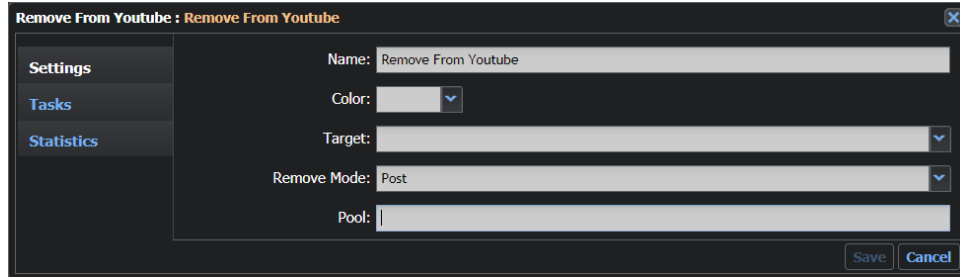 Remove From Youtube : Remove From Youtube
Settings
Tasks
Statistics
Name: Remove From Youtube
Color:
Target:
Remove Mode: Post
Pool:
Save Cancel